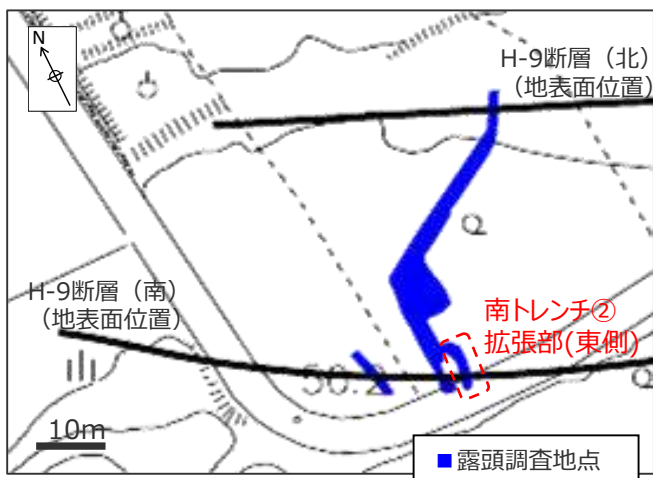 N
H-9断層（北）
（地表面位置）
H-9断層（南）
（地表面位置）
南トレンチ②
拡張部(東側)
50.2
10m
■露頭調査地点